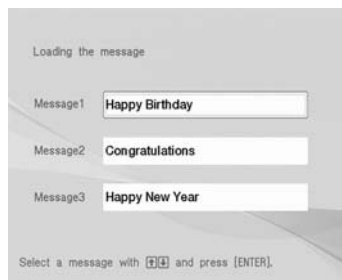 Loading the message
Message1 Happy Birthday
Message2 Congratulations
Message3 Happy New Year
Select a message with [↑][↓] and press [ENTER].